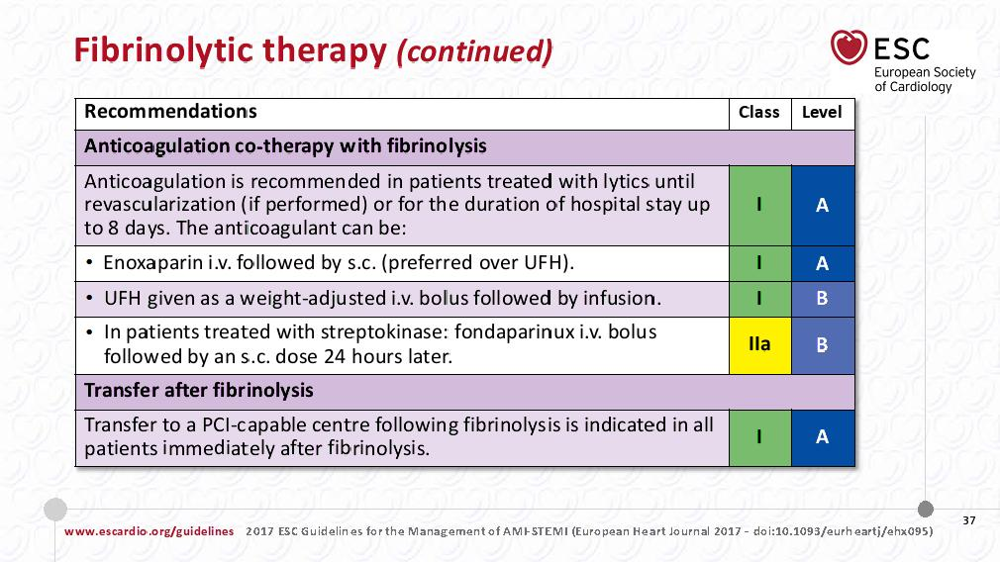 Fibrinolytic therapy (continued)
ESC
European Society
of Cardiology
Recommendations Class Level
Anticoagulation co-therapy with fibrinolysis
Anticoagulation is recommended in patients treated with lytics until
revascularization (if performed) or for the duration of hospital stay up
to 8 days. The anticoagulant can be:
I A
• Enoxaparin i.v. followed by s.c. (preferred over UFH). I A
• UFH given as a weight-adjusted i.v. bolus followed by infusion. I B
• In patients treated with streptokinase: fondaparinux i.v. bolus
followed by an s.c. dose 24 hours later.
IIa B
Transfer after fibrinolysis
Transfer to a PCI-capable centre following fibrinolysis is indicated in all
patients immediately after fibrinolysis.
I A
37
www.escardio.org/guidelines 2017 ESC Guidelines for the Management of AMI-STEMI (European Heart Journal 2017 - doi:10.1093/eurheartj/ehx095)